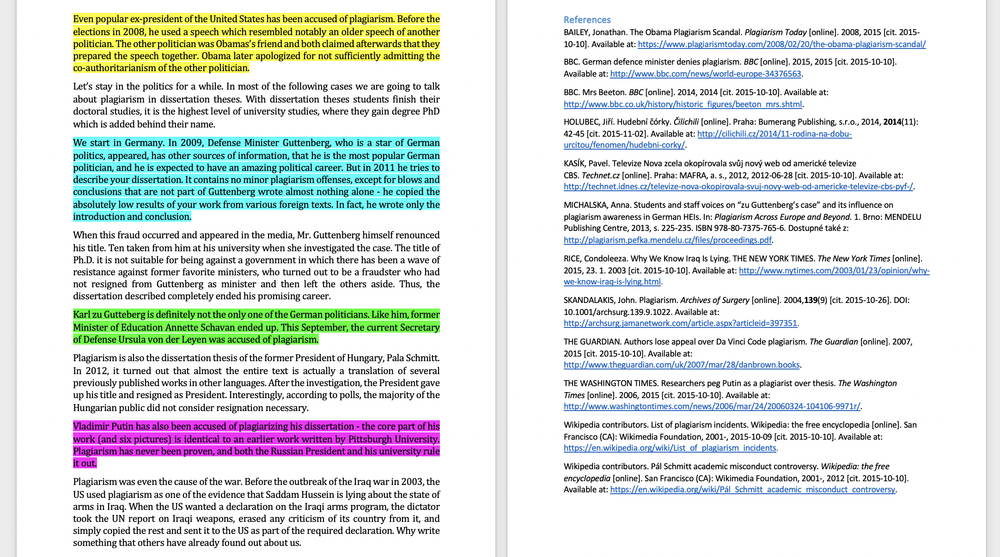 Even popular ex-president of the United States has been accused of plagiarism. Before the
elections in 2008, he used a speech which resembled notably an older speech of another
politician. The other politician was Obamas's friend and both claimed afterwards that they
prepared the speech together. Obama later apologized for not sufficiently admitting the
co-authoritarianism of the other politician.
Let's stay in the politics for a while. In most of the following cases we are going to talk
about plagiarism in dissertation theses. With dissertation theses students finish their
doctoral studies, it is the highest level of university studies, where they gain degree PhD
which is added behind their name.
We start in Germany. In 2009, Defense Minister Guttenberg, who is a star of German
politics, appeared, has other sources of information, that he is the most popular German
politician, and he is expected to have an amazing political career. But in 2011 he tries to
describe your dissertation. It contains no minor plagiarism offenses, except for blows and
conclusions that are not part of Guttenberg wrote almost nothing alone - he copied the
absolutely low results of your work from various foreign texts. In fact, he wrote only the
introduction and conclusion.
When this fraud occurred and appeared in the media, Mr. Guttenberg himself renounced
his title. Ten taken from him at his university when she investigated the case. The title of
Ph.D. it is not suitable for being against a government in which there has been a wave of
resistance against former favorite ministers, who turned out to be a fraudster who had
not resigned from Guttenberg as minister and then left the others aside. Thus, the
dissertation described completely ended his promising career.
Karl zu Gutteberg is definitely not the only one of the German politicians. Like him, former
Minister of Education Annette Schavan ended up. This September, the current Secretary
of Defense Ursula von der Leyen was accused of plagiarism.
Plagiarism is also the dissertation thesis of the former President of Hungary, Pala Schmitt.
In 2012, it turned out that almost the entire text is actually a translation of several
previously published works in other languages. After the investigation, the President gave
up his title and resigned as President. Interestingly, according to polls, the majority of the
Hungarian public did not consider resignation necessary.
Vladimir Putin has also been accused of plagiarizing his dissertation - the core part of his
work (and six pictures) is identical to an earlier work written by Pittsburgh University.
Plagiarism has never been proven, and both the Russian President and his university rule
it out.
Plagiarism was even the cause of the war. Before the outbreak of the Iraq war in 2003, the
US used plagiarism as one of the evidence that Saddam Hussein is lying about the state of
arms in Iraq. When the US wanted a declaration on the Iraqi arms program, the dictator
took the UN report on Iraqi weapons, erased any criticism of its country from it, and
simply copied the rest and sent it to the US as part of the required declaration. Why write
something that others have already found out about us.
References
BAILEY, Jonathan. The Obama Plagiarism Scandal. Plagiarism Today [online]. 2008, 2015 [cit. 2015-
10-10]. Available at: https://www.plagiarismtoday.com/2008/02/20/the-obama-plagiarism-scandal/
BBC. German defence minister denies plagiarism. BBC [online]. 2015, 2015 [cit. 2015-10-10].
Available at: http://www.bbc.com/news/world-europe-34376563.
BBC. Mrs Beeton. BBC [online]. 2014, 2014 [cit. 2015-10-10]. Available at:
http://www.bbc.co.uk/history/historic_figures/beeton_mrs.shtml.
HOLUBEC, Jiří. Hudební čórky. Čilichili [online]. Praha: Bumerang Publishing, s.r.o., 2014, 2014(11):
42-45 [cit. 2015-11-02]. Available at: http://cilichili.cz/2014/11-rodina-na-dobu-
urcitou/fenomen/hudebni-corky/.
KASÍK, Pavel. Televize Nova zcela okopírovala svůj nový web od americké televize
CBS. Technet.cz [online]. Praha: MAFRA, a. s., 2012, 2012-06-28 [cit. 2015-10-10]. Available at:
http://technet.idnes.cz/televize-nova-okopirovala-svuj-novy-web-od-americke-televize-cbs-pyf-/.
MICHALSKA, Anna. Students and staff voices on “zu Guttenberg's case” and its influence on
plagiarism awareness in German HEIs. In: Plagiarism Across Europe and Beyond. 1. Brno: MENDELU
Publishing Centre, 2013, s. 225-235. ISBN 978-80-7375-765-6. Dostupné také z:
http://plagiarism.pefka.mendelu.cz/files/proceedings.pdf.
RICE, Condoleeza. Why We Know Iraq Is Lying. THE NEW YORK TIMES. The New York Times [online].
2015, 23. 1. 2003 [cit. 2015-10-10]. Available at: http://www.nytimes.com/2003/01/23/opinion/why-
we-know-iraq-is-lying.html.
SKANDALAKIS, John. Plagiarism. Archives of Surgery [online]. 2004,139(9) [cit. 2015-10-26]. DOI:
10.1001/archsurg.139.9.1022. Available at:
http://archsurg.jamanetwork.com/article.aspx?articleid=397351.
THE GUARDIAN. Authors lose appeal over Da Vinci Code plagiarism. The Guardian [online]. 2007,
2015 [cit. 2015-10-10]. Available at:
http://www.theguardian.com/uk/2007/mar/28/danbrown.books.
THE WASHINGTON TIMES. Researchers peg Putin as a plagiarist over thesis. The Washington
Times [online]. 2006, 2015 [cit. 2015-10-10]. Available at:
http://www.washingtontimes.com/news/2006/mar/24/20060324-104106-9971r/.
Wikipedia contributors. List of plagiarism incidents. Wikipedia: the free encyclopedia [online]. San
Francisco (CA): Wikimedia Foundation, 2001-, 2015-10-09 [cit. 2015-10-10]. Available at:
https://en.wikipedia.org/wiki/List_of_plagiarism_incidents.
Wikipedia contributors. Pál Schmitt academic misconduct controversy. Wikipedia: the free
encyclopedia [online]. San Francisco (CA): Wikimedia Foundation, 2001-, 2012 [cit. 2015-10-10].
Available at: https://en.wikipedia.org/wiki/Pál_Schmitt_academic_misconduct_controversy.